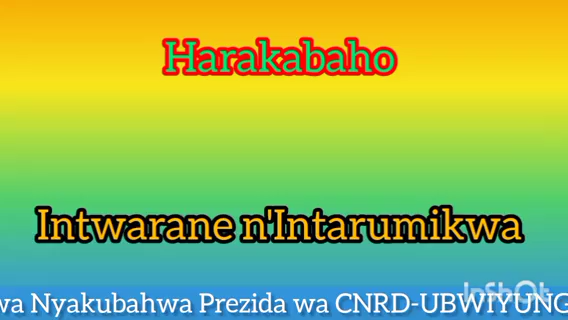 Harakabaho
Intwarane n'Intarumikwa
InShOt
wa Nyakubahwa Prezida wa CNRD-UBWIYUNG